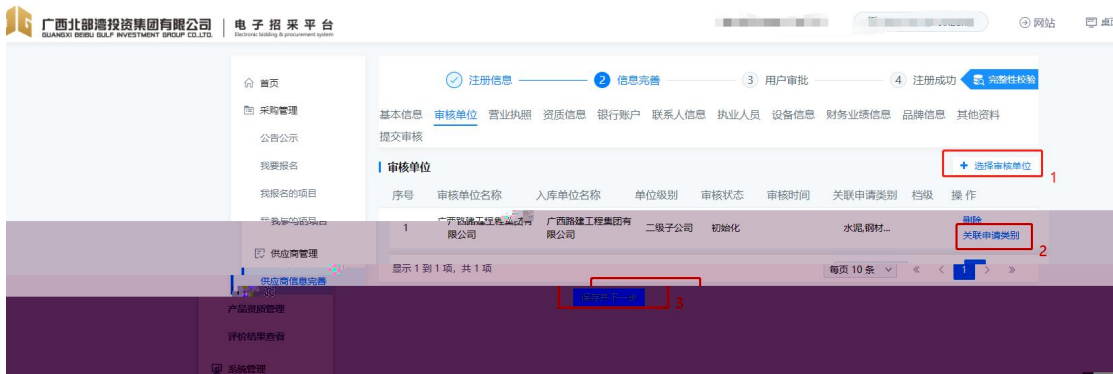 广西北部湾投资集团有限公司
GUANGXI BEIBU GULF INVESTMENT GROUP CO.,LTD.
电子招采平台
Electronic bidding & procurement system
网站
首页
采购管理
公告公示
我要报名
我报名的项目
供应商管理
供应商信息完善
产品资质管理
评价结果查看
系统管理
注册信息
2 信息完善
3 用户审批
4 注册成功
完整性校验
基本信息 审核单位 营业执照 资质信息 银行账户 联系人信息 执业人员 设备信息 财务业绩信息 品牌信息 其他资料
提交审核
审核单位
+ 选择审核单位
1
序号 审核单位名称 入库单位名称 单位级别 审核状态 审核时间 关联申请类别 档级 操作
1 广西路建工程集团有限公司 广西路建工程集团有限公司 二级子公司 初始化 水泥,钢材... 删除
关联申请类别
2
显示 1 到 1 项，共 1 项
每页 10 条 « < 1 > »
保存并下一步
3